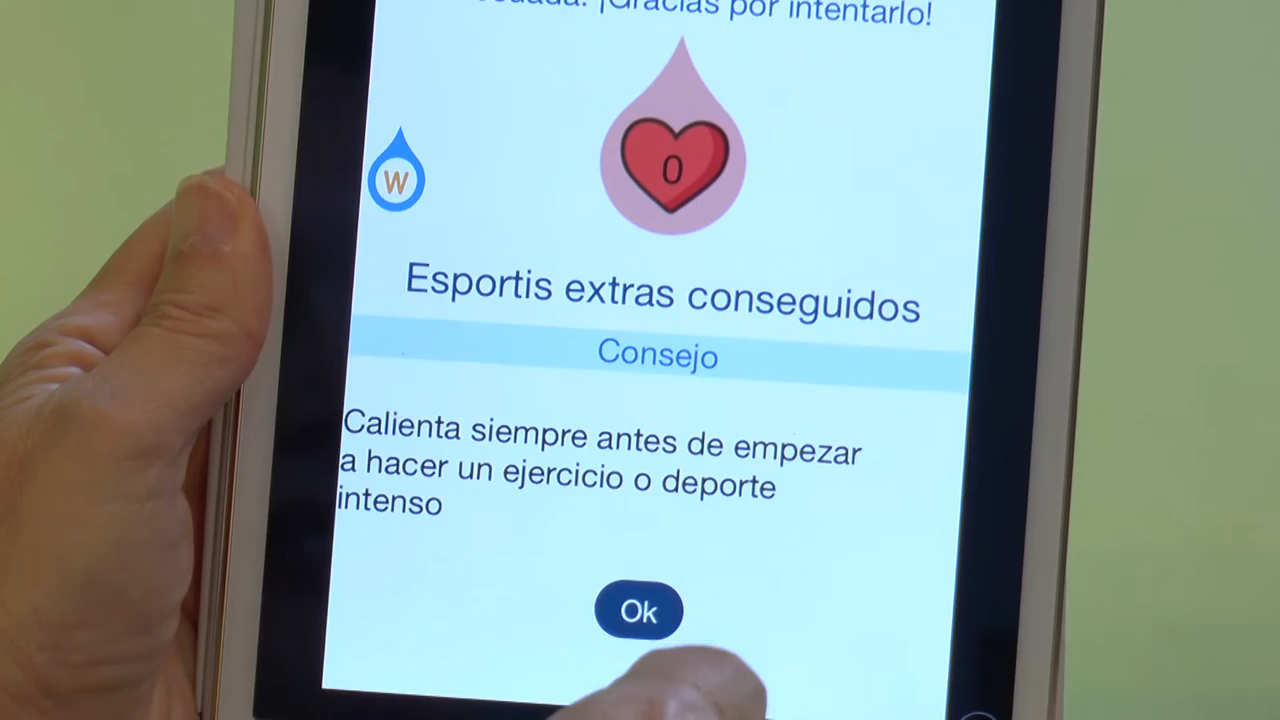 ¡Gracias por intentarlo!
0
W
Esportis extras conseguidos
Consejo
Calienta siempre antes de empezar
a hacer un ejercicio o deporte
intenso
Ok